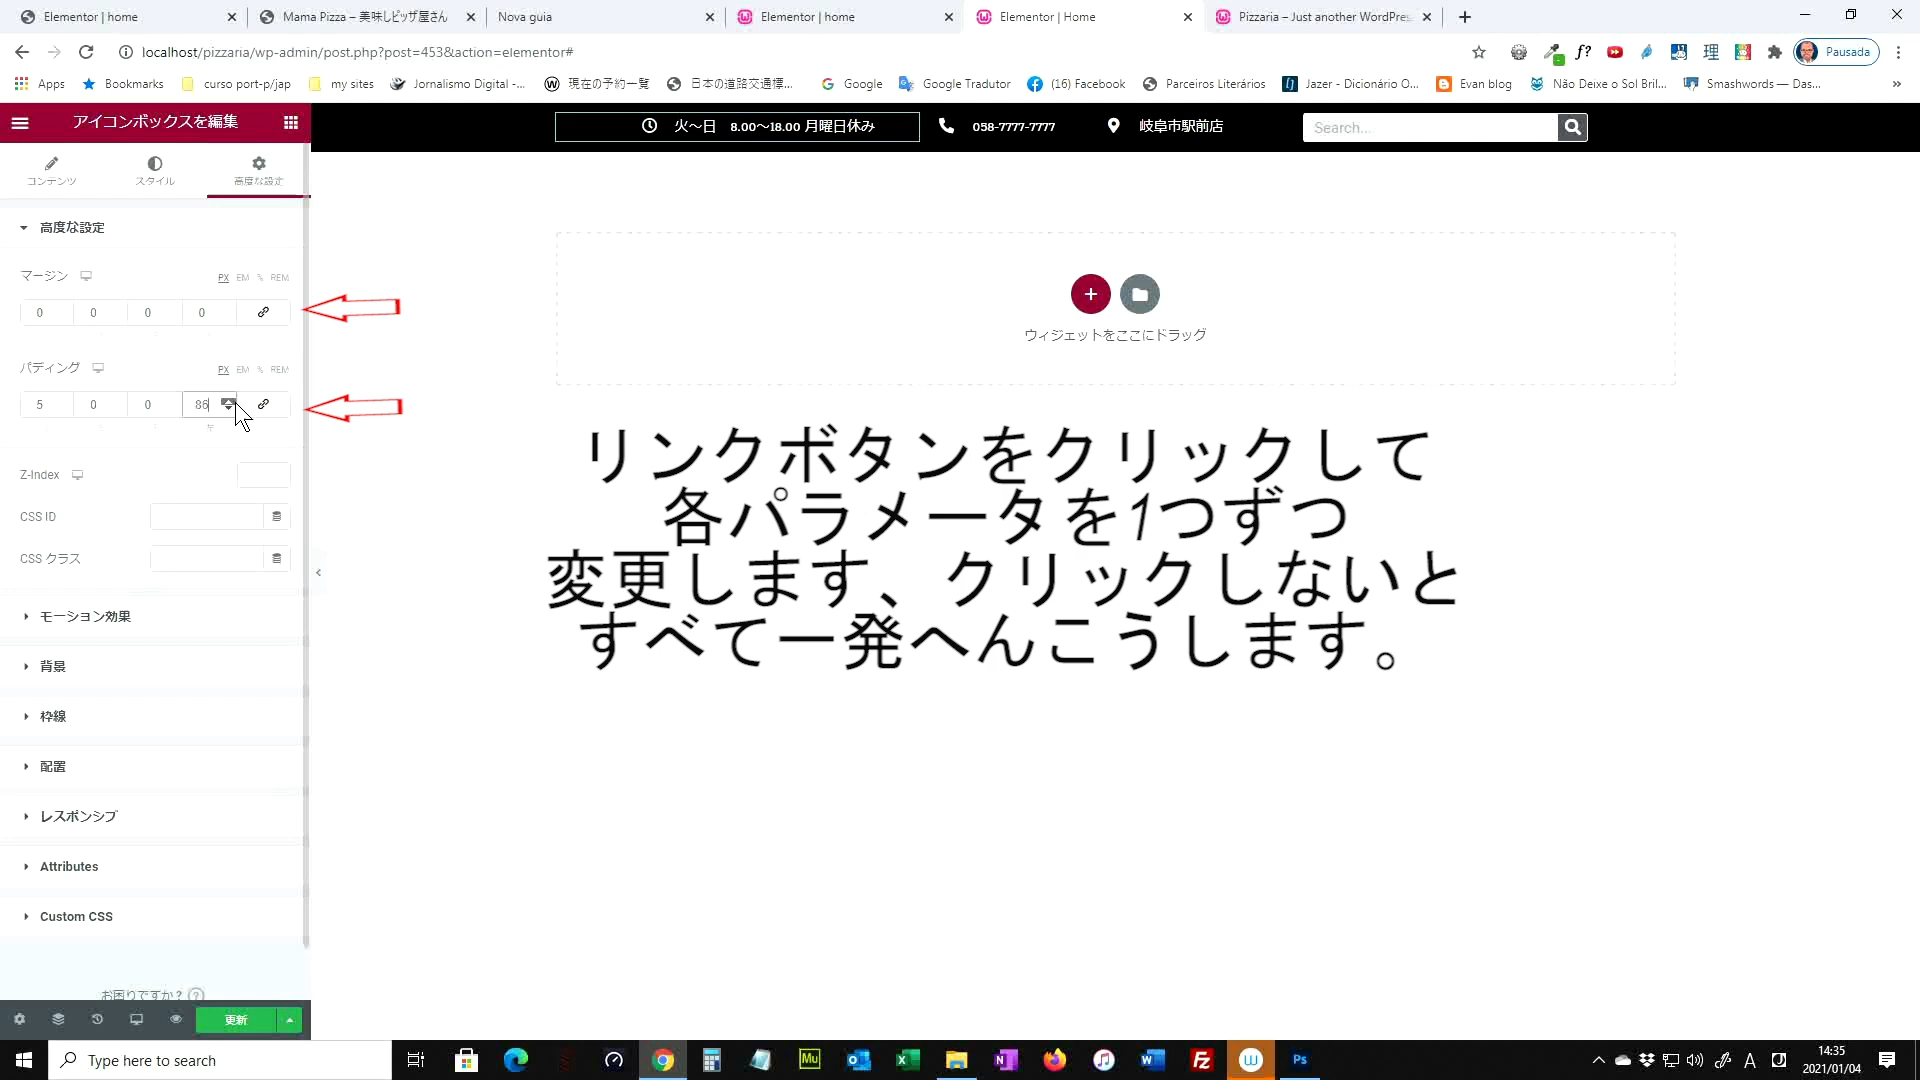 Elementor | home
Mama Pizza – 美味しピッザ屋さん
Nova guia
Elementor | home
Elementor | Home
Pizzaria – Just another WordPres
localhost/pizzaria/wp-admin/post.php?post=453&action=elementor#
Pausada
Apps
Bookmarks
curso port-p/jap
my sites
Jornalismo Digital -...
現在の予約一覧
日本の道路交通標...
Google
Google Tradutor
(16) Facebook
Parceiros Literários
Jazer - Dicionário O...
Evan blog
Não Deixe o Sol Bril...
Smashwords — Das...
アイコンボックスを編集
火〜日 8.00〜18.00 月曜日休み
058-7777-7777
岐阜市駅前店
Search...
コンテンツ
スタイル
高度な設定
高度な設定
マージン
PX EM % REM
0 0 0 0
パディング
PX EM % REM
5 0 0 86
Z-Index
CSS ID
CSS クラス
モーション効果
背景
枠線
配置
レスポンシブ
Attributes
Custom CSS
お困りですか ?
更新
ウィジェットをここにドラッグ
リンクボタンをクリックして
各パラメータを1つずつ
変更します、クリックしないと
すべて一発へんこうします。
Type here to search
14:35
2021/01/04